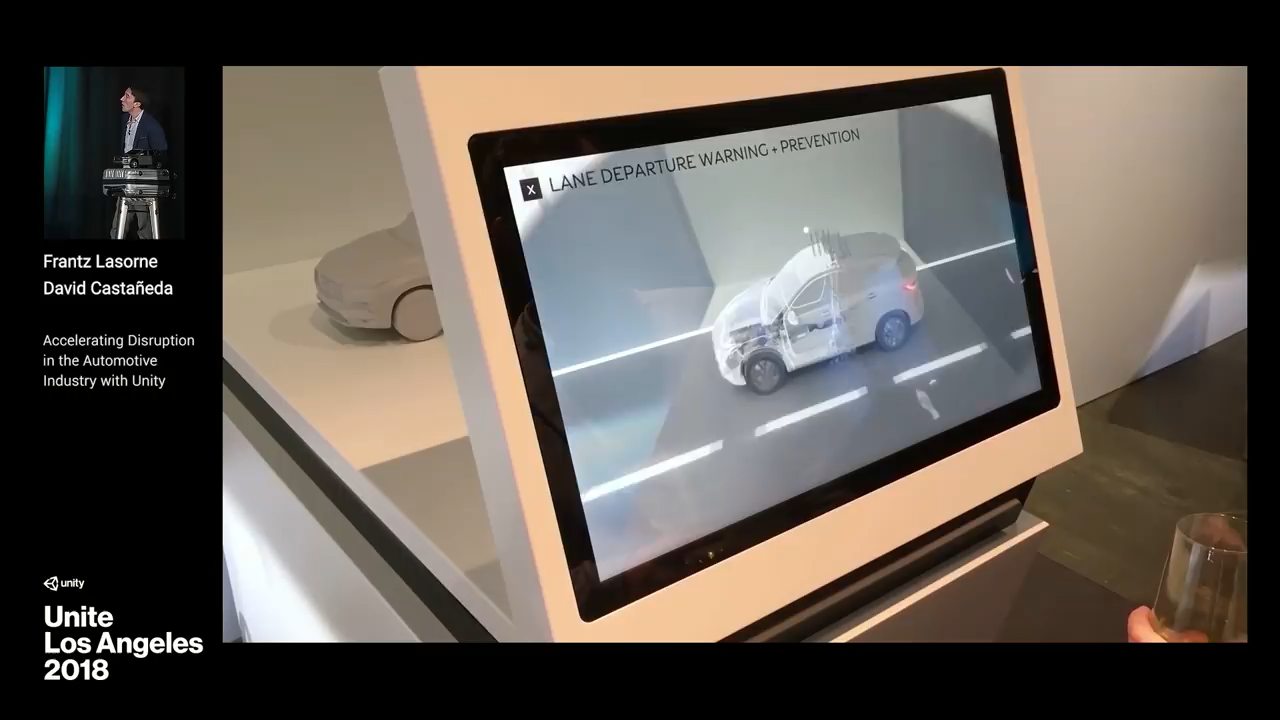 Frantz Lasorne
David Castañeda
Accelerating Disruption
in the Automotive
Industry with Unity
unity
Unite
Los Angeles
2018
X LANE DEPARTURE WARNING + PREVENTION